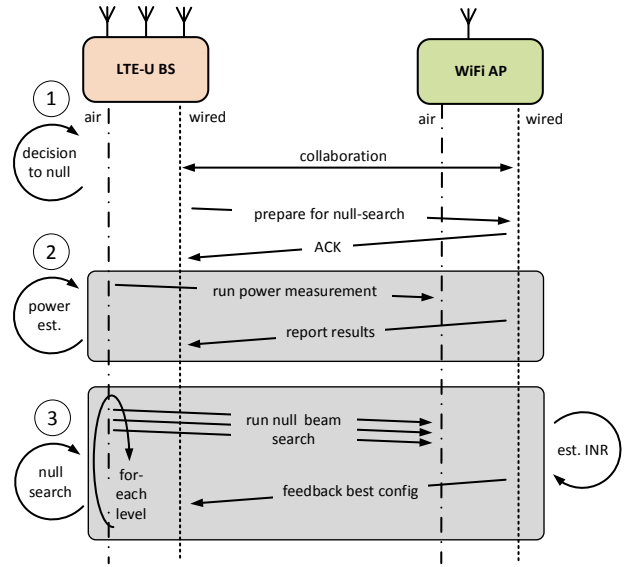 LTE-U BS
WiFi AP
1
air
wired
air
wired
decision
to null
collaboration
prepare for null-search
ACK
2
power
est.
run power measurement
report results
3
null
search
for-
each
level
run null beam
search
feedback best config
est. INR